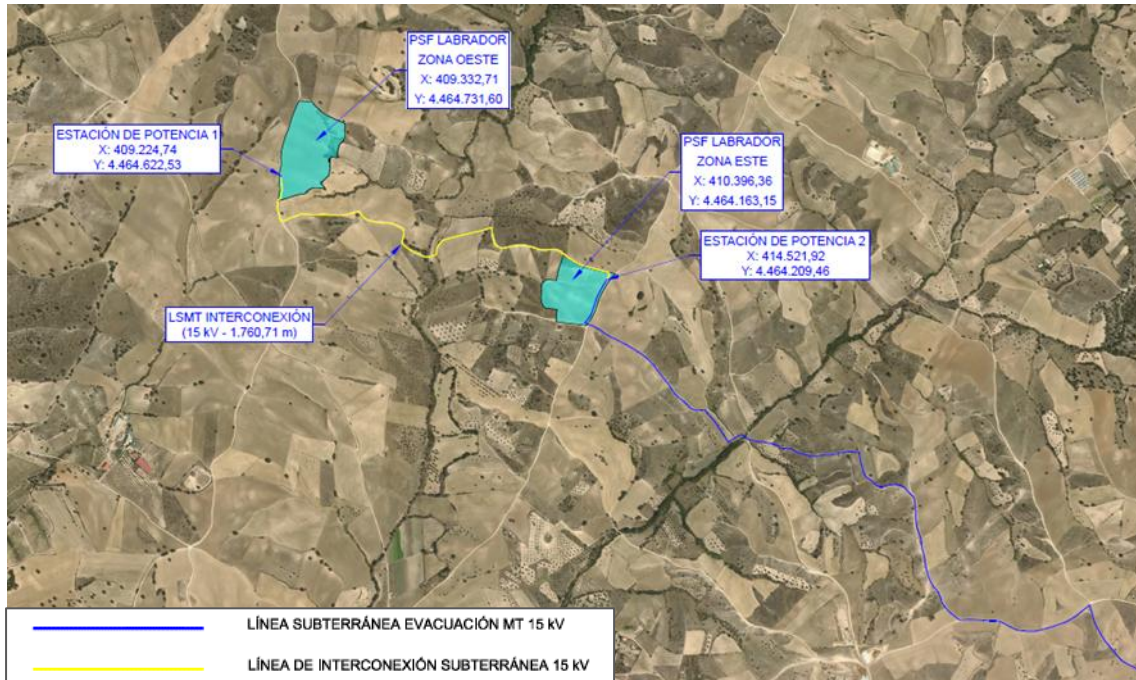 PSF LABRADOR
ZONA OESTE
X: 409.332,71
Y: 4.464.731,60
ESTACIÓN DE POTENCIA 1
X: 409.224,74
Y: 4.464.622,53
PSF LABRADOR
ZONA ESTE
X: 410.396,36
Y: 4.464.163,15
ESTACIÓN DE POTENCIA 2
X: 414.521,92
Y: 4.464.209,46
LSMT INTERCONEXIÓN
(15 kV - 1.760,71 m)
LÍNEA SUBTERRÁNEA EVACUACIÓN MT 15 kV
LÍNEA DE INTERCONEXIÓN SUBTERRÁNEA 15 kV